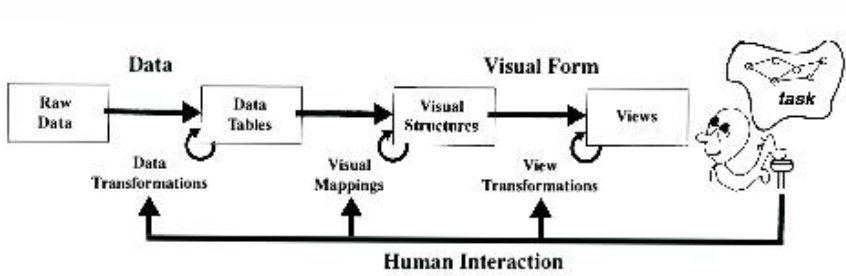 Data
Visual Form
task
Raw
Data
Data
Tables
Visual
Structures
Views
Data
Transformations
Visual
Mappings
View
Transformations
Human Interaction